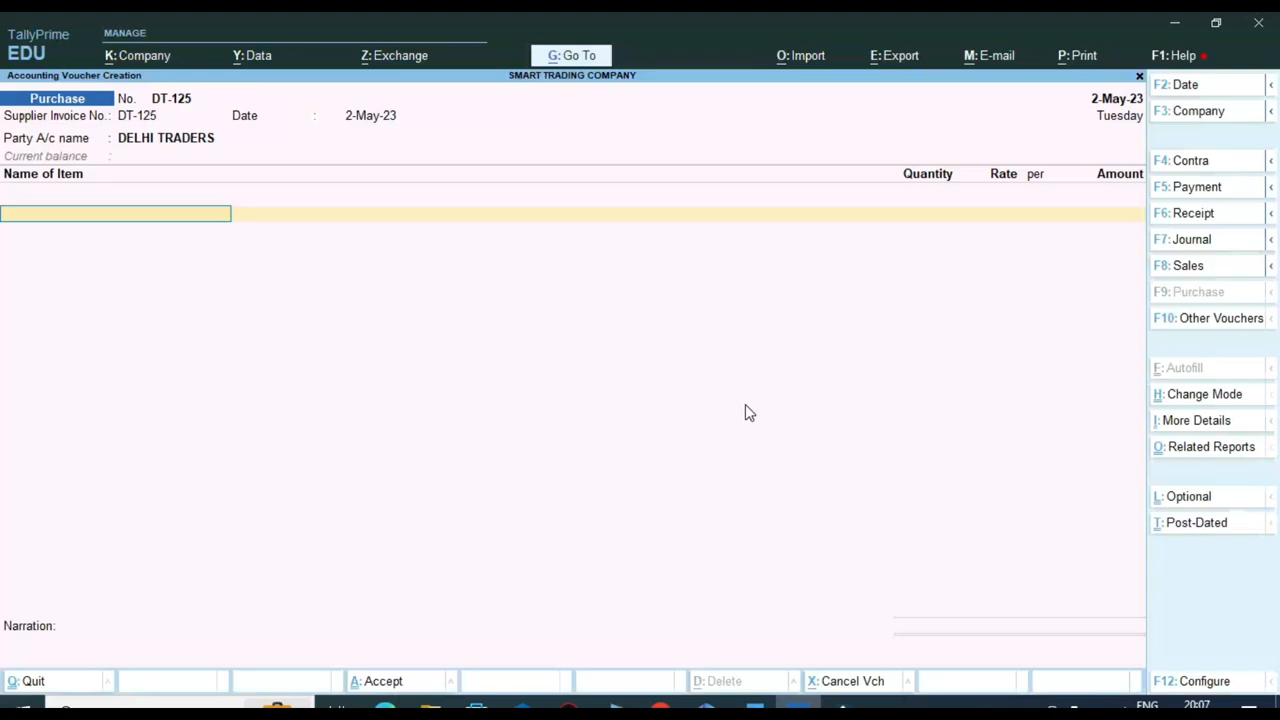 TallyPrime
EDU
MANAGE
K: Company
Y: Data
Z: Exchange
G: Go To
O: Import
E: Export
M: E-mail
P: Print
F1: Help
Accounting Voucher Creation
SMART TRADING COMPANY
×
Purchase No. DT-125
2-May-23
Supplier Invoice No.: DT-125 Date : 2-May-23
Tuesday
Party A/c name : DELHI TRADERS
Current balance :
Name of Item Quantity Rate per Amount
Narration:
F2: Date
F3: Company
F4: Contra
F5: Payment
F6: Receipt
F7: Journal
F8: Sales
F9: Purchase
F10: Other Vouchers
F: Autofill
H: Change Mode
I: More Details
O: Related Reports
L: Optional
T: Post-Dated
F12: Configure
Q: Quit
A: Accept
D: Delete
X: Cancel Vch
ENG
20:07